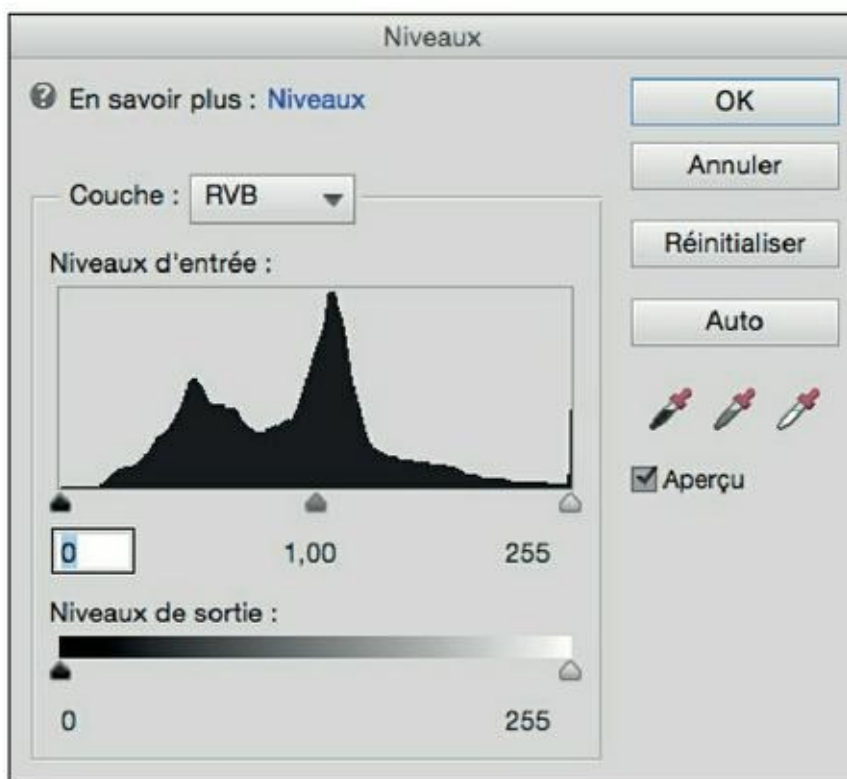 Niveaux
En savoir plus : Niveaux
Couche : RVB
Niveaux d'entrée :
0 1,00 255
Niveaux de sortie :
0 255
OK
Annuler
Réinitialiser
Auto
Aperçu